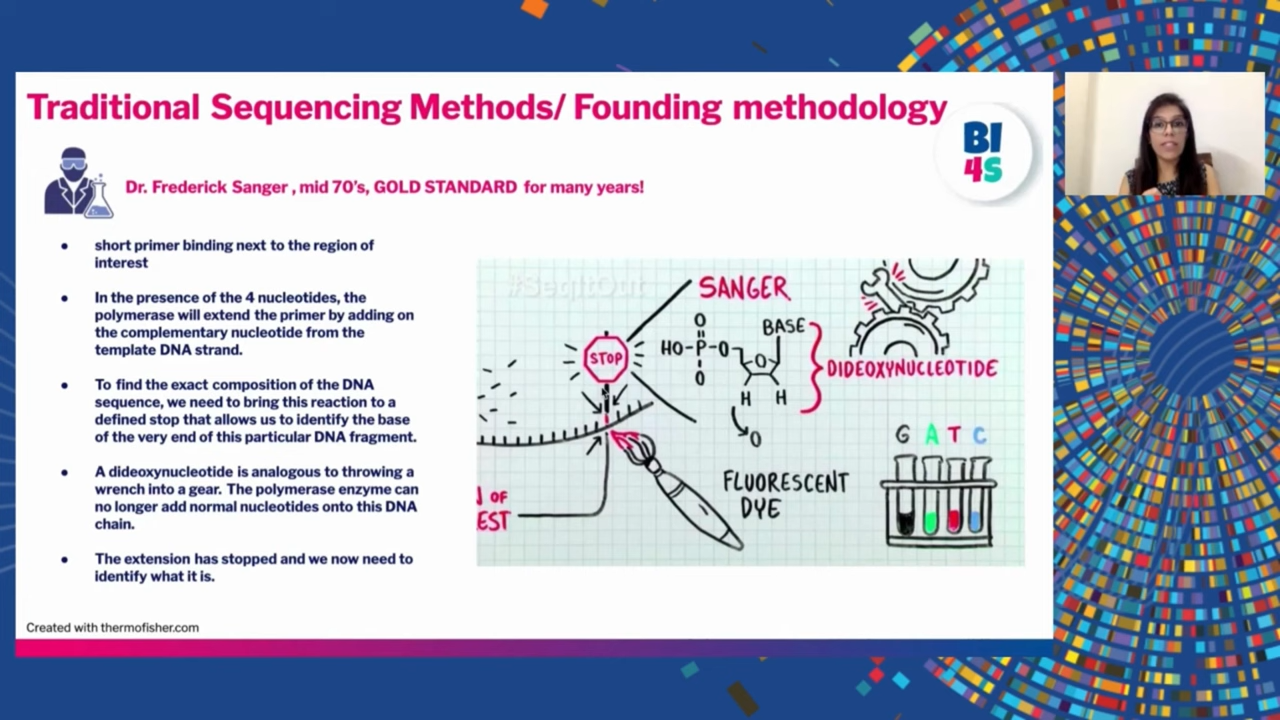 Traditional Sequencing Methods/ Founding methodology
BI
4S
Dr. Frederick Sanger , mid 70's, GOLD STANDARD for many years!
short primer binding next to the region of
interest
In the presence of the 4 nucleotides, the
polymerase will extend the primer by adding on
the complementary nucleotide from the
template DNA strand.
To find the exact composition of the DNA
sequence, we need to bring this reaction to a
defined stop that allows us to identify the base
of the very end of this particular DNA fragment.
A dideoxynucleotide is analogous to throwing a
wrench into a gear. The polymerase enzyme can
no longer add normal nucleotides onto this DNA
chain.
The extension has stopped and we now need to
identify what it is.
#SeqItOut
SANGER
STOP
O
HO-P-O
O
BASE
O
H H
O
DIDEOXYNUCLEOTIDE
G A T C
FLUORESCENT
DYE
OF
EST
Created with thermofisher.com